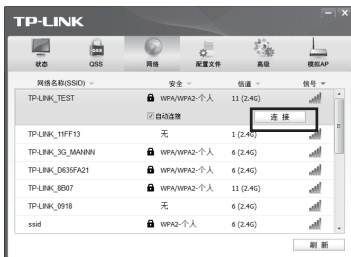 TP-LINK
状态 QSS 网络 配置文件 高级 模拟AP
网络名称(SSID) 安全 信道 信号
TP-LINK_TEST WPA/WPA2-个人 11 (2.4G)
自动连接 连 接
TP-LINK_11FF13 无 1 (2.4G)
TP-LINK_3G_MANNN WPA/WPA2-个人 6 (2.4G)
TP-LINK_D635FA21 WPA/WPA2-个人 6 (2.4G)
TP-LINK_8B07 WPA/WPA2-个人 11 (2.4G)
TP-LINK_0918 无 6 (2.4G)
ssid WPA2-个人 6 (2.4G)
刷 新